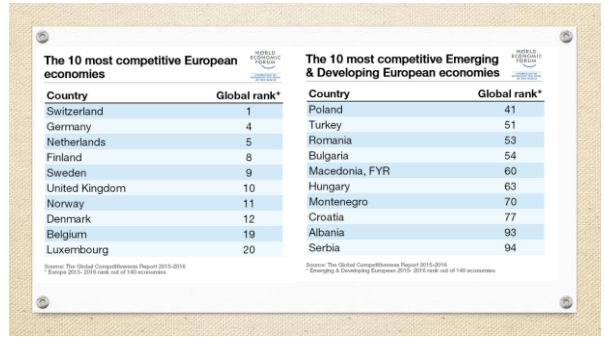 The 10 most competitive European
economies
WORLD
ECONOMIC
FORUM
Country Global rank*
Switzerland 1
Germany 4
Netherlands 5
Finland 8
Sweden 9
United Kingdom 10
Norway 11
Denmark 12
Belgium 19
Luxembourg 20
Source: The Global Competitiveness Report 2015-2016
* Europe 2015- 2016 rank out of 140 economies
The 10 most competitive Emerging
& Developing European economies
WORLD
ECONOMIC
FORUM
Country Global rank*
Poland 41
Turkey 51
Romania 53
Bulgaria 54
Macedonia, FYR 60
Hungary 63
Montenegro 70
Croatia 77
Albania 93
Serbia 94
Source: The Global Competitiveness Report 2015-2016
* Emerging & Developing European 2015- 2016 rank out of 140 economies